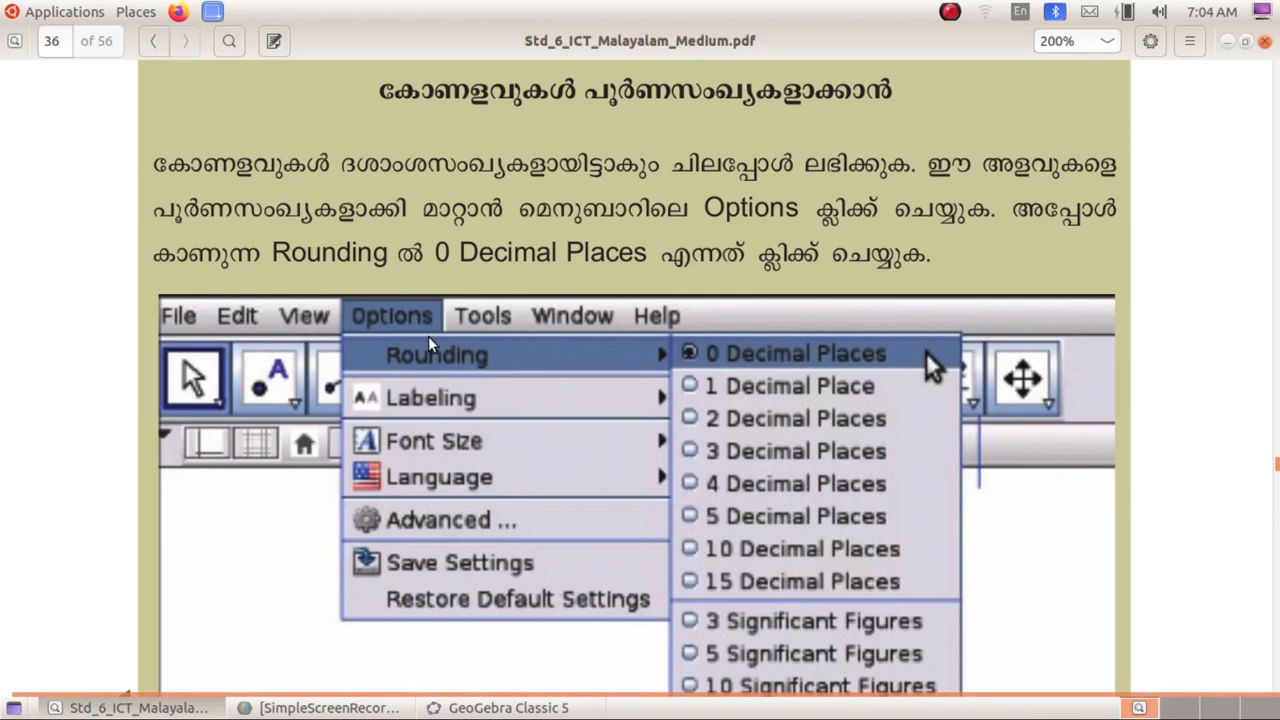 Applications Places En 7:04 AM
36 of 56 Std_6_ICT_Malayalam_Medium.pdf 200%
കോണളവുകൾ പൂർണസംഖ്യകളാക്കാൻ
കോണളവുകൾ ദശാംശസംഖ്യകളായിട്ടാകും ചിലപ്പോൾ ലഭിക്കുക. ഈ അളവുകളെ
പൂർണസംഖ്യകളാക്കി മാറ്റാൻ മെനുബാറിലെ Options ക്ലിക്ക് ചെയ്യുക. അപ്പോൾ
കാണുന്ന Rounding ൽ 0 Decimal Places എന്നത് ക്ലിക്ക് ചെയ്യുക.
File Edit View Options Tools Window Help
Rounding
Labeling
Font Size
Language
Advanced ...
Save Settings
Restore Default Settings
0 Decimal Places
1 Decimal Place
2 Decimal Places
3 Decimal Places
4 Decimal Places
5 Decimal Places
10 Decimal Places
15 Decimal Places
3 Significant Figures
5 Significant Figures
10 Significant Figures
Std_6_ICT_Malayala... [SimpleScreenRecor... GeoGebra Classic 5